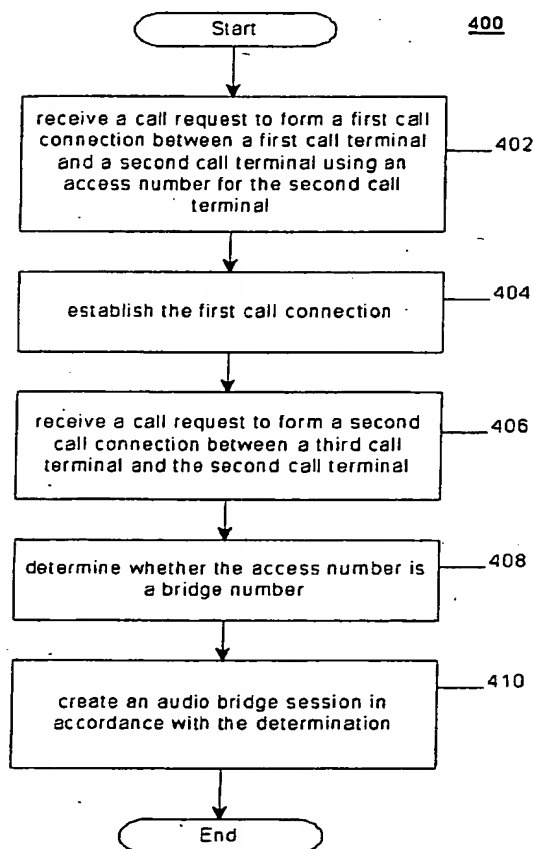 Start
400
receive a call request to form a first call
connection between a first call terminal
and a second call terminal using an
access number for the second call
terminal
402
establish the first call connection
404
receive a call request to form a second
call connection between a third call
terminal and the second call terminal
406
determine whether the access number is
a bridge number
408
create an audio bridge session in
accordance with the determination
410
End